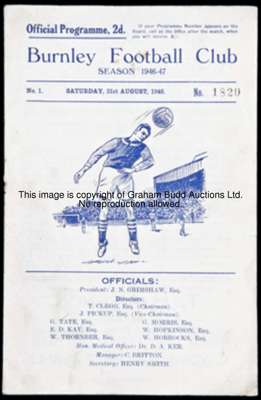 Official Programme, 2d.
If your Programme Number appears on the
Board, call at the Office after the match, when
you will receive £1.
Burnley Football Club
SEASON 1946-47
No. 1. SATURDAY, 31st AUGUST, 1946. No. 1820
This image is copyright of Graham Budd Auctions Ltd.
No reproduction allowed.
OFFICIALS:
President: J. N. GRIMSHAW, Esq.
Directors:
T. CLEGG, Esq. (Chairman).
J. PICKUP, Esq. (Vice-Chairman).
G. TATE, Esq. G. MORRIS, Esq.
E. D. KAY, Esq. W. HOPKINSON, Esq.
W. THORNBER, Esq. W. HORROCKS, Esq.
Hon. Medical Officer: Dr. D. A. KER.
Manager: C. BRITTON
Secretary: HENRY SMITH